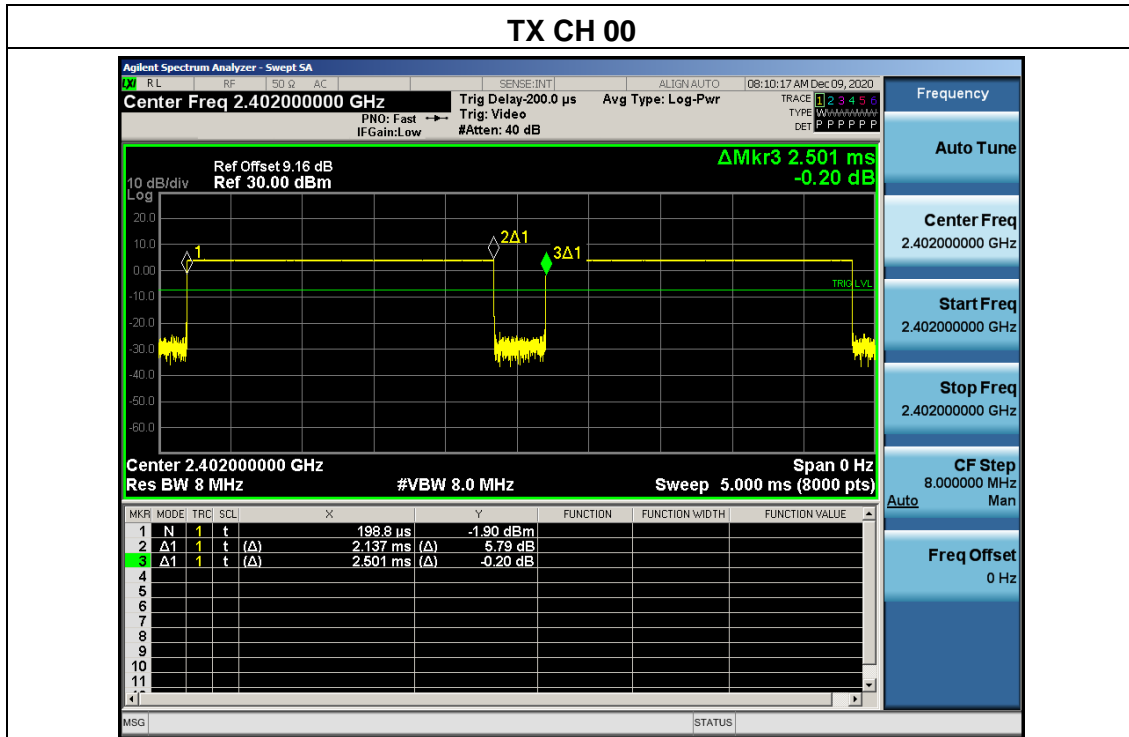 TX CH 00
Agilent Spectrum Analyzer - Swept SA
LXI RL RF 50 Ω AC SENSE:INT ALIGN AUTO 08:10:17 AM Dec 09, 2020
Center Freq 2.402000000 GHz Trig Delay-200.0 µs Avg Type: Log-Pwr TRACE 1 2 3 4 5 6
PNO: Fast Trig: Video TYPE WWWWWW
IFGain:Low #Atten: 40 dB DET P P P P P P
Frequency
Auto Tune
Center Freq
2.402000000 GHz
Start Freq
2.402000000 GHz
Stop Freq
2.402000000 GHz
CF Step
8.000000 MHz
Auto Man
Freq Offset
0 Hz
ΔMkr3 2.501 ms
-0.20 dB
Ref Offset 9.16 dB
10 dB/div Ref 30.00 dBm
Log
20.0
10.0
0.00
-10.0
-20.0
-30.0
-40.0
-50.0
-60.0
1
2Δ1
3Δ1
TRIG LVL
Center 2.402000000 GHz Span 0 Hz
Res BW 8 MHz #VBW 8.0 MHz Sweep 5.000 ms (8000 pts)
MKR MODE TRC SCL X Y FUNCTION FUNCTION WIDTH FUNCTION VALUE
1 N 1 t 198.8 µs -1.90 dBm
2 Δ1 1 t (Δ) 2.137 ms (Δ) 5.79 dB
3 Δ1 1 t (Δ) 2.501 ms (Δ) -0.20 dB
4
5
6
7
8
9
10
11
MSG STATUS